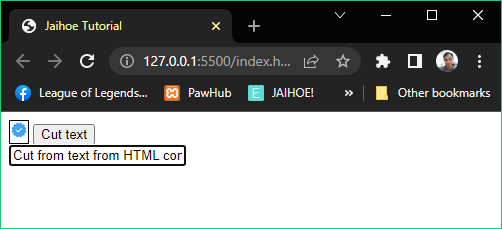 Jaihoe Tutorial
127.0.0.1:5500/index.h...
League of Legends... PawHub E JAIHOE! » Other bookmarks
Cut text
Cut from text from HTML cor